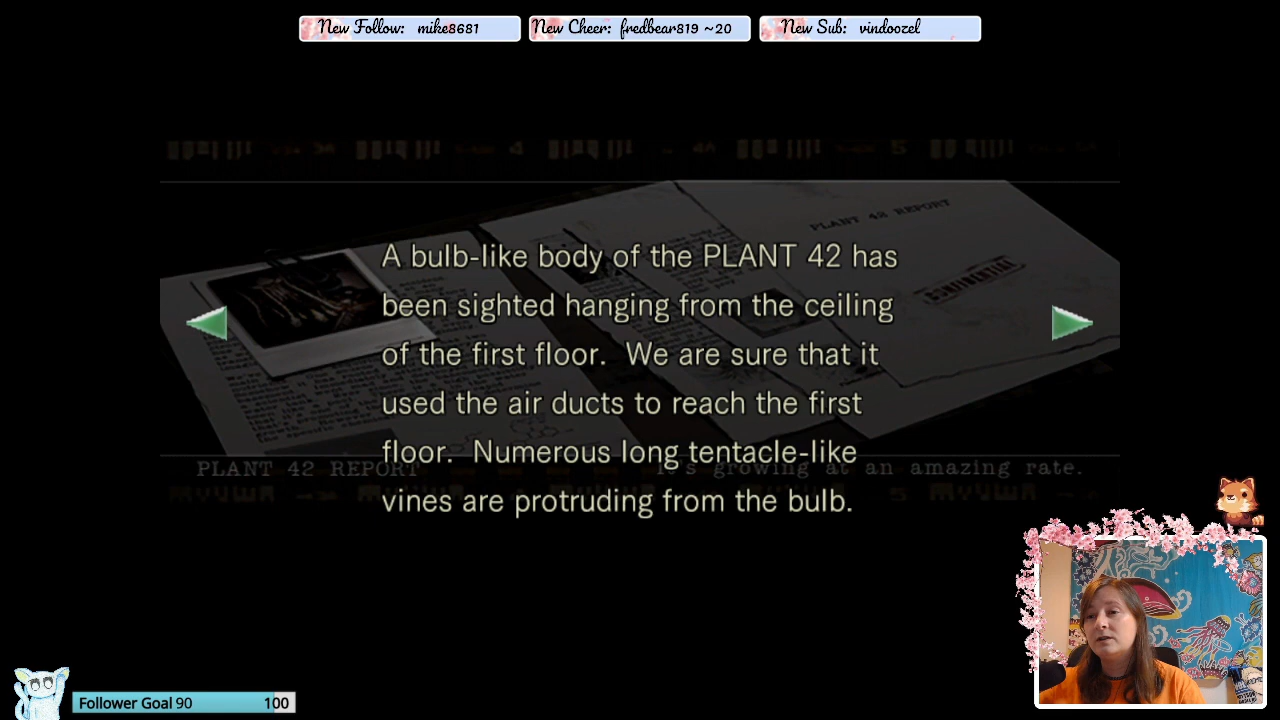 New Follow: mike8681 New Cheer: fredbear819 ~20 New Sub: vindoozel
PLANT 42 REPORT
CONFIDENTIAL
A bulb-like body of the PLANT 42 has
been sighted hanging from the ceiling
of the first floor. We are sure that it
used the air ducts to reach the first
floor. Numerous long tentacle-like
vines are protruding from the bulb.
PLANT 42 REPORT It's growing at an amazing rate.
Follower Goal 90 100